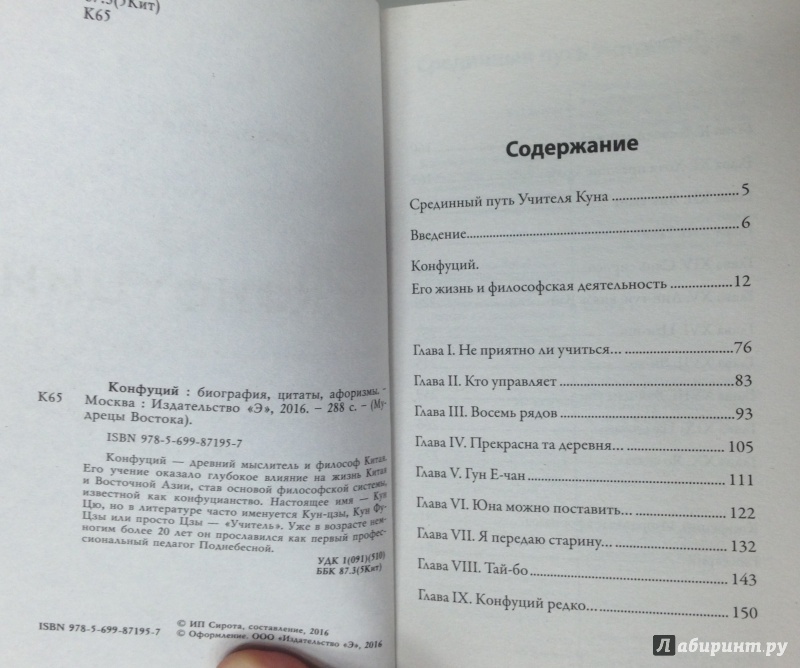 (5Кит)
К65
К65
Конфуций : биография, цитаты, афоризмы. -
Москва : Издательство «Э», 2016. – 288 с. – (Му-
дрецы Востока).
ISBN 978-5-699-87195-7
Конфуций — древний мыслитель и философ Китая.
Его учение оказало глубокое влияние на жизнь Китая
и Восточной Азии, став основой философской системы,
известной как конфуцианство. Настоящее имя — Кун
Цю, но в литературе часто именуется Кун-цзы, Кун Фу-
Цзы или просто Цзы — «Учитель». Уже в возрасте нем-
ногим более 20 лет он прославился как первый профес-
сиональный педагог Поднебесной.
УДК 1(091)(510)
ББК 87.3(5Кит)
ISBN 978-5-699-87195-7
© ИП Сирота, составление, 2016
© Оформление. ООО «Издательство «Э», 2016
Содержание
Срединный путь Учителя Куна ..................... 5
Введение..................................................... 6
Конфуций.
Его жизнь и философская деятельность ............ 12
Глава I. Не приятно ли учиться... ................... 76
Глава II. Кто управляет ............................... 83
Глава III. Восемь рядов ............................... 93
Глава IV. Прекрасна та деревня... .................. 105
Глава V. Гун Е-чан ..................................... 111
Глава VI. Юна можно поставить... .................. 122
Глава VII. Я передаю старину... ..................... 132
Глава VIII. Тай-бо ...................................... 143
Глава IX. Конфуций редко... ......................... 150
Лабиринт.ру